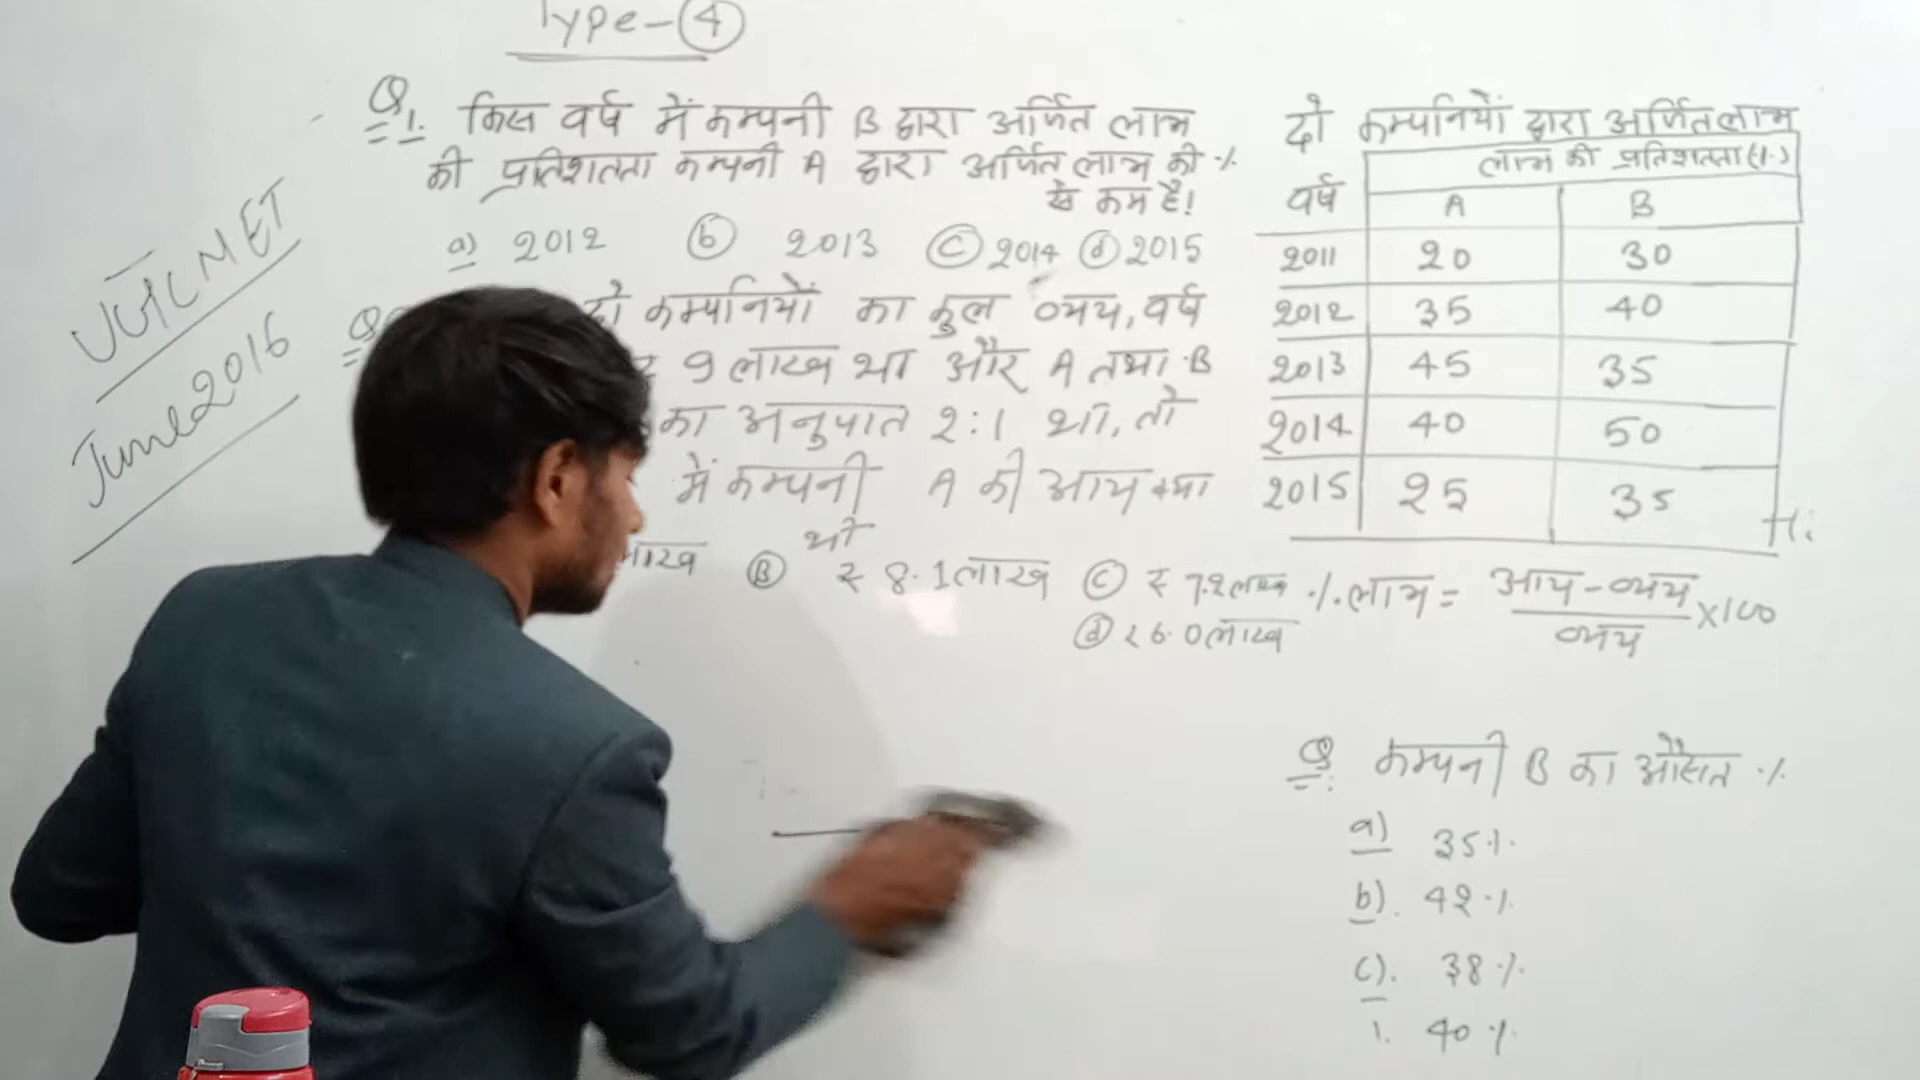 Type-④
Q.1. किस वर्ष में कम्पनी B द्वारा अर्जित लाभ
की प्रतिशतता कम्पनी A द्वारा अर्जित लाभ की %
से कम है!
a) 2012 ⓑ 2013 Ⓒ 2014 ⓓ 2015
दो कम्पनियों का कुल व्यय, वर्ष
9 लाख था और A तथा B
का अनुपात 2:1 था, तो
में कम्पनी A की आय क्या
थी
लाख Ⓑ ₹ 8.1 लाख Ⓒ ₹ 7.2 लाख
ⓓ ₹ 6.0 लाख
UGC NET
June 2016
दो कम्पनियों द्वारा अर्जित लाभ
लाभ की प्रतिशतता (%)
वर्ष A B
2011 20 30
2012 35 40
2013 45 35
2014 40 50
2015 25 35
%लाभ = आय-व्यय
व्यय ×100
Q. कम्पनी B का औसत %
a) 35%
b). 42%
c). 38%
40%